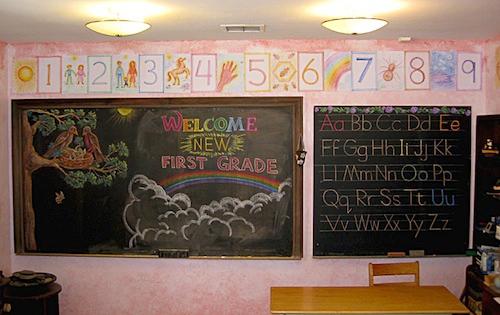 1 2 3 4 5 6 7 8 9
WELCOME
NEW
FIRST GRADE
Aa Bb Cc Dd Ee
Ff Gg Hh Ii Jj Kk
Ll Mm Nn Oo Pp
Qq Rr Ss Tt Uu
Vv Ww Xx Yy Zz